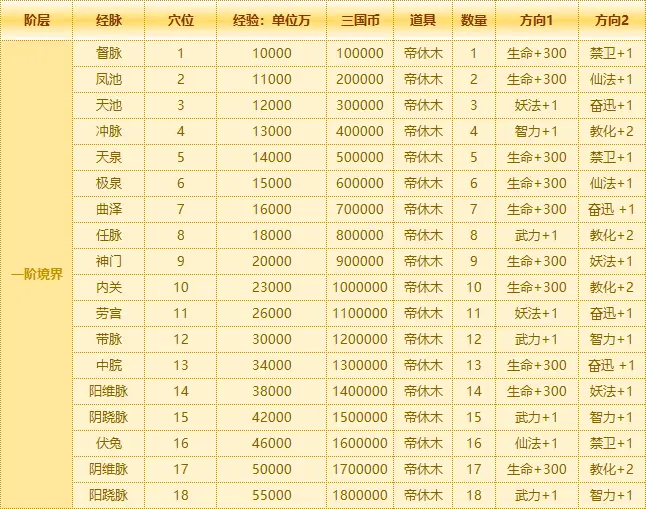 阶层 经脉 穴位 经验：单位万 三国币 道具 数量 方向1 方向2
督脉 1 10000 100000 帝休木 1 生命+300 禁卫+1
凤池 2 11000 200000 帝休木 2 生命+300 仙法+1
天池 3 12000 300000 帝休木 3 妖法+1 奋迅+1
冲脉 4 13000 400000 帝休木 4 智力+1 教化+2
天泉 5 14000 500000 帝休木 5 生命+300 禁卫+1
极泉 6 15000 600000 帝休木 6 生命+300 仙法+1
曲泽 7 16000 700000 帝休木 7 生命+300 奋迅 +1
任脉 8 18000 800000 帝休木 8 武力+1 教化+2
一阶境界 神门 9 20000 900000 帝休木 9 生命+300 妖法+1
内关 10 23000 1000000 帝休木 10 生命+300 教化+2
劳宫 11 26000 1100000 帝休木 11 妖法+1 奋迅+1
带脉 12 30000 1200000 帝休木 12 武力+1 智力+1
中脘 13 34000 1300000 帝休木 13 生命+300 奋迅 +1
阳维脉 14 38000 1400000 帝休木 14 生命+300 妖法+1
阴跷脉 15 42000 1500000 帝休木 15 武力+1 智力+1
伏兔 16 46000 1600000 帝休木 16 仙法+1 禁卫+1
阴维脉 17 50000 1700000 帝休木 17 生命+300 教化+2
阳跷脉 18 55000 1800000 帝休木 18 武力+1 智力+1